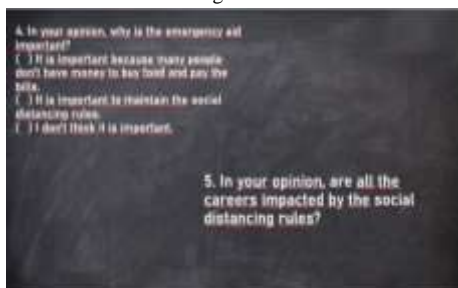 4. In your opinion, why is the emergency aid
important?
( ) It is important because many people
don't have money to buy food and pay the
bills.
( ) It is important to maintain the social
distancing rules.
( ) I don't think it is important.
5. In your opinion, are all the
careers impacted by the social
distancing rules?